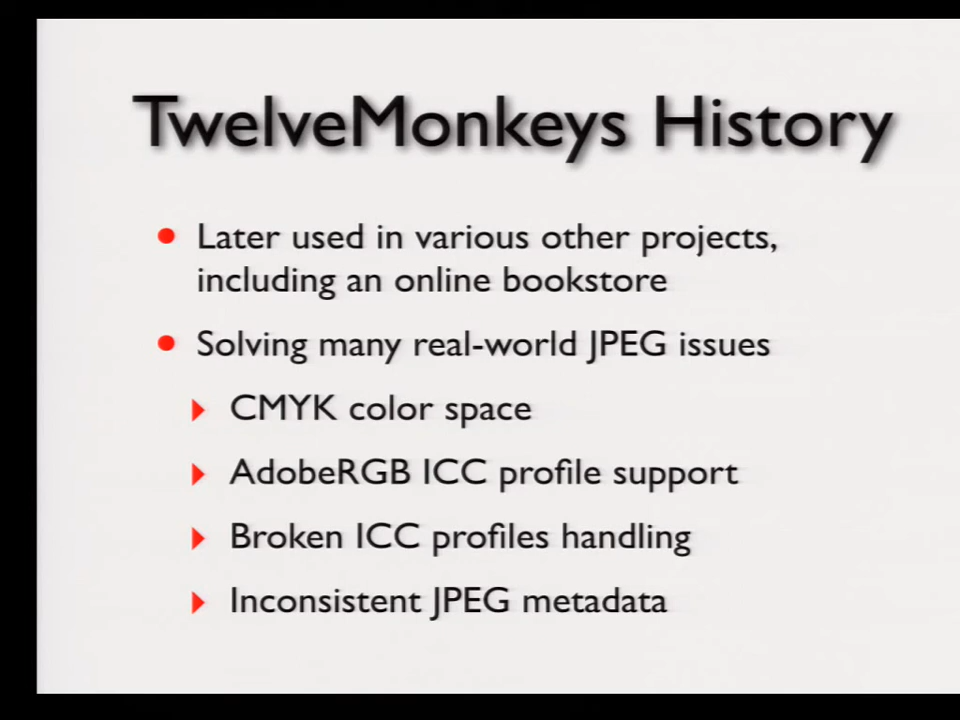 TwelveMonkeys History
Later used in various other projects,
including an online bookstore
Solving many real-world JPEG issues
CMYK color space
AdobeRGB ICC profile support
Broken ICC profiles handling
Inconsistent JPEG metadata